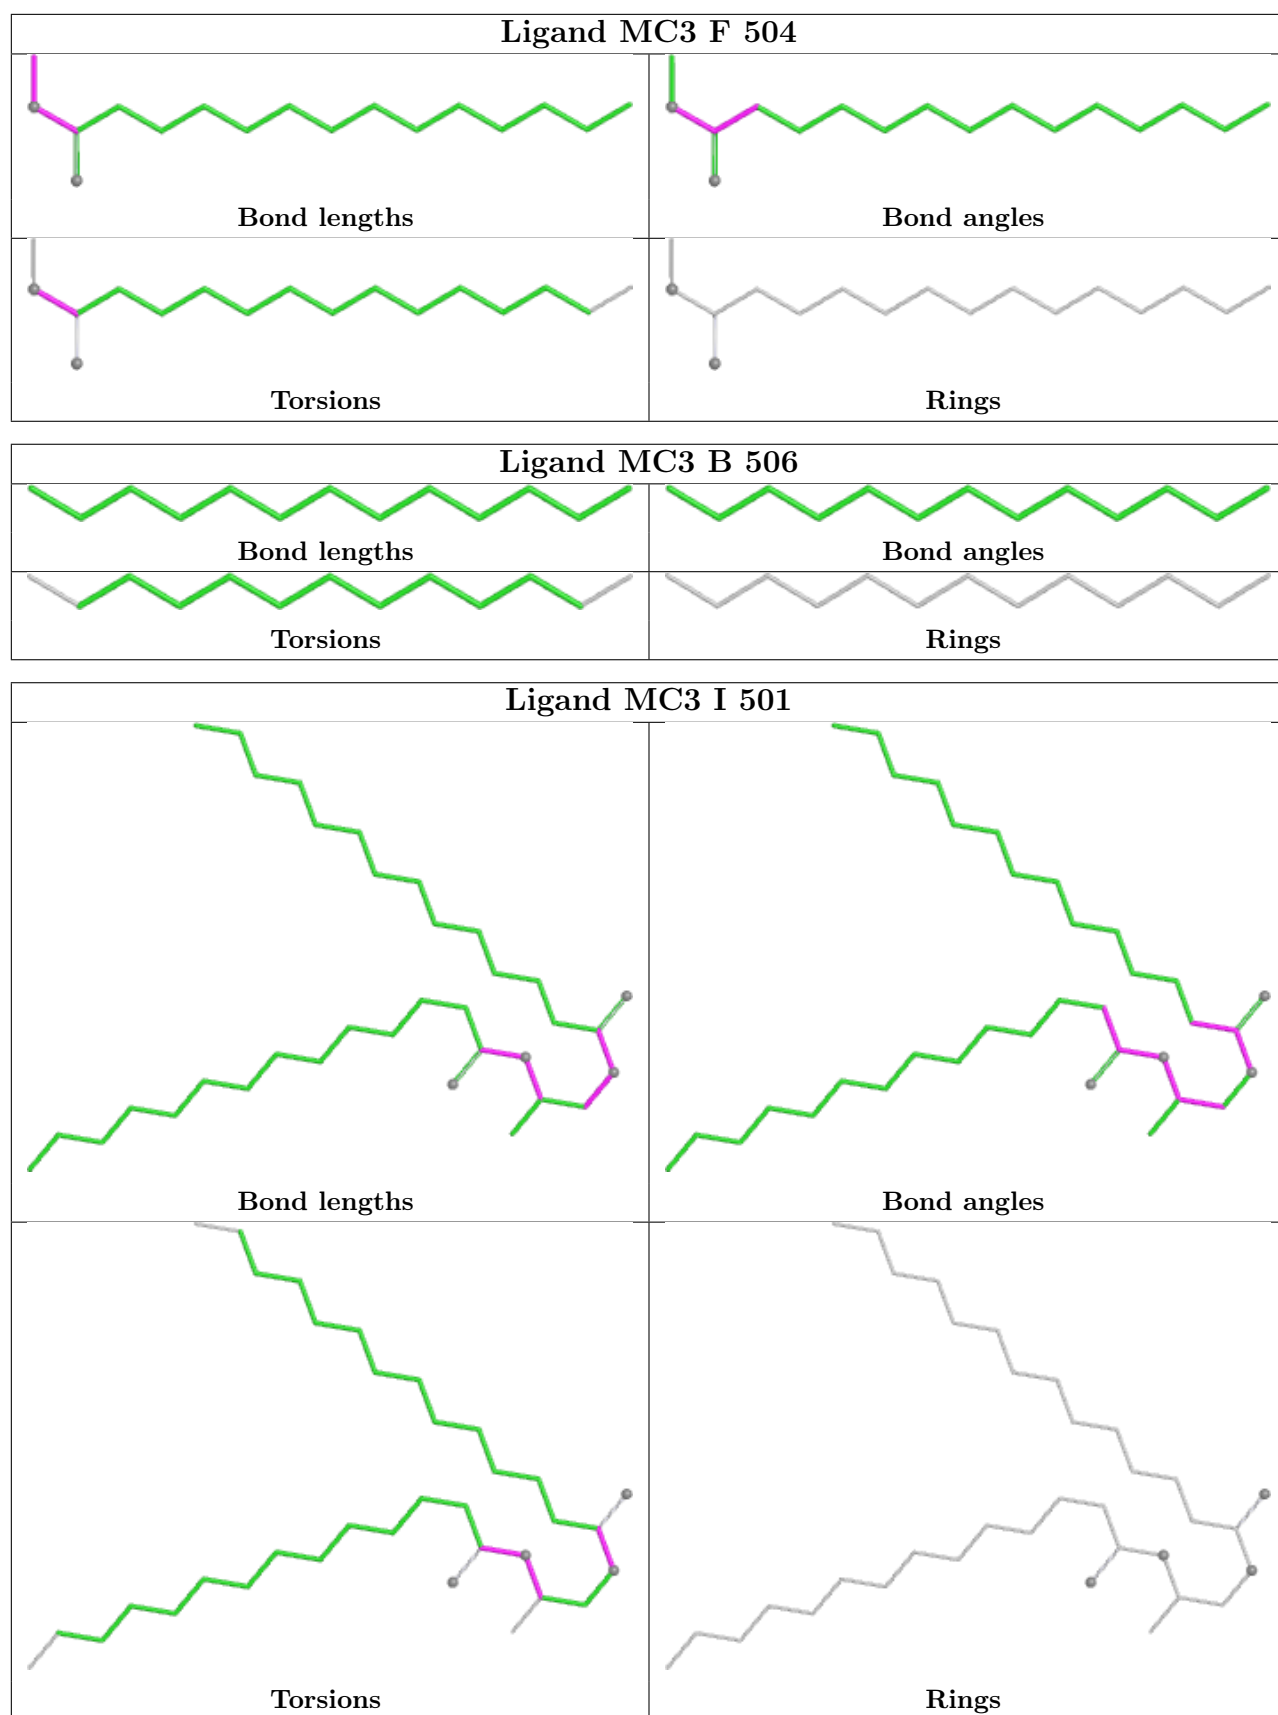 Ligand MC3 F 504
Bond lengths
Bond angles
Torsions
Rings
Ligand MC3 B 506
Bond lengths
Bond angles
Torsions
Rings
Ligand MC3 I 501
Bond lengths
Bond angles
Torsions
Rings